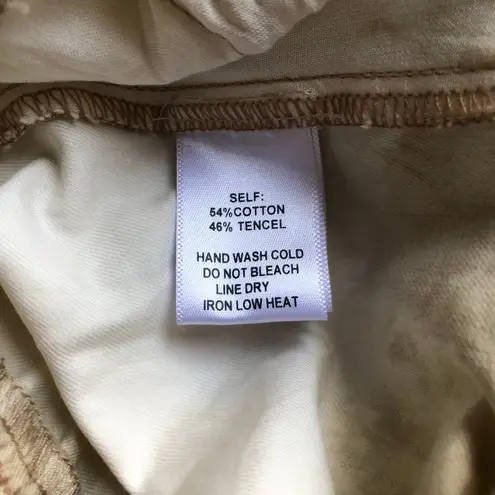 SELF:
54%COTTON
46% TENCEL
HAND WASH COLD
DO NOT BLEACH
LINE DRY
IRON LOW HEAT